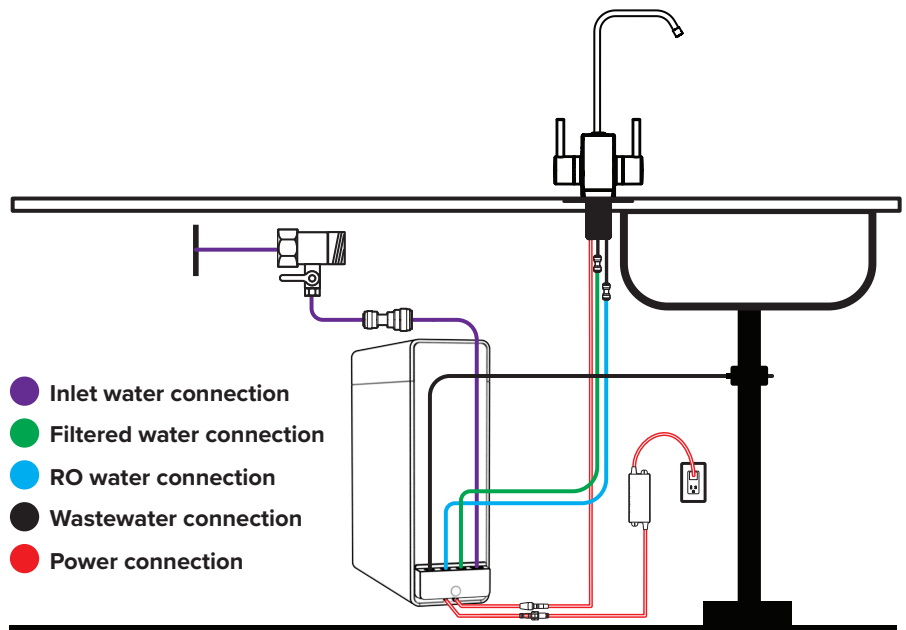 Inlet water connection
Filtered water connection
RO water connection
Wastewater connection
Power connection